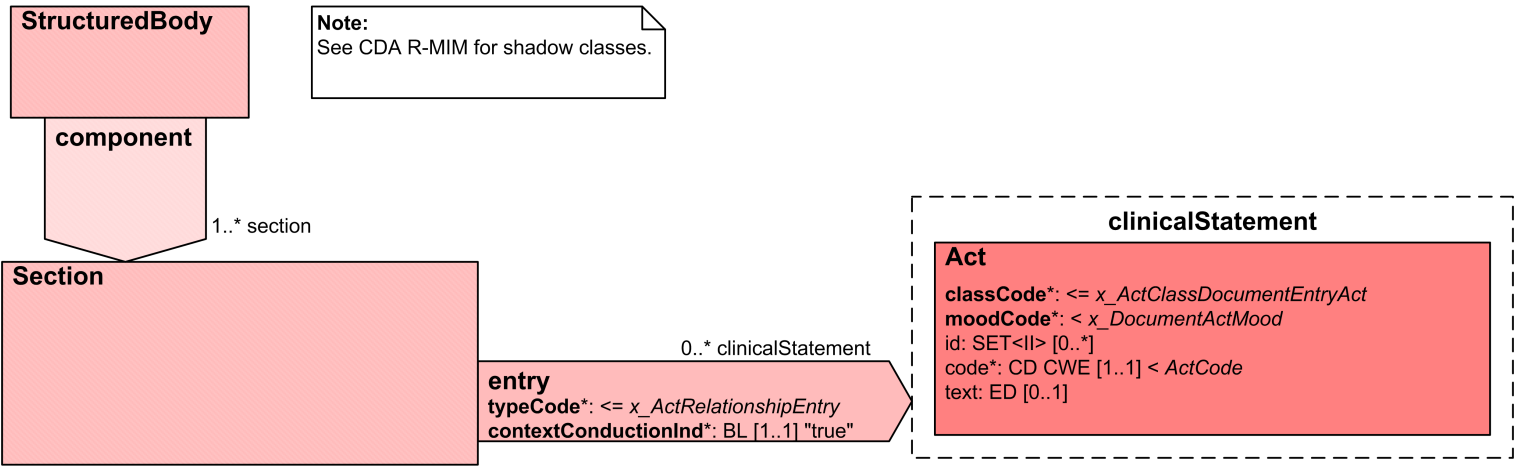 StructuredBody
Note:
See CDA R-MIM for shadow classes.
component
1..* section
Section
clinicalStatement
Act
classCode*: <= x_ActClassDocumentEntryAct
moodCode*: < x_DocumentActMood
id: SET<II> [0..*]
code*: CD CWE [1..1] < ActCode
text: ED [0..1]
0..* clinicalStatement
entry
typeCode*: <= x_ActRelationshipEntry
contextConductionInd*: BL [1..1] "true"